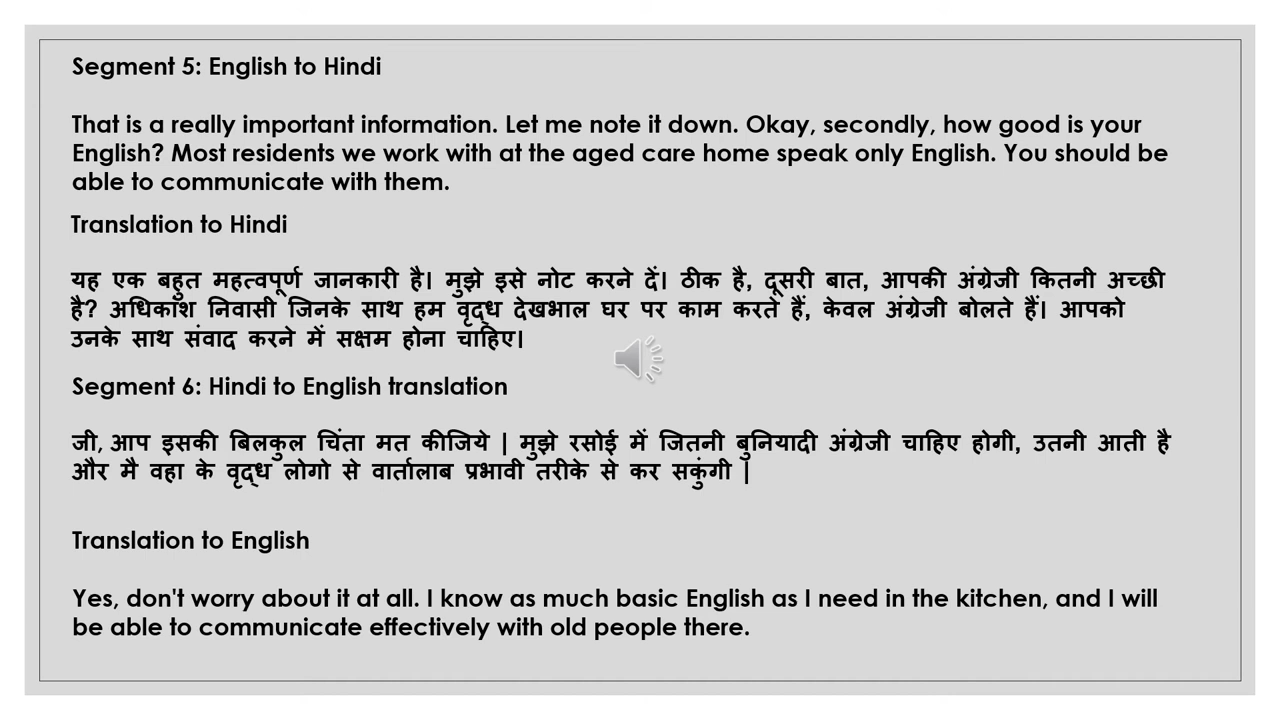 Segment 5: English to Hindi
That is a really important information. Let me note it down. Okay, secondly, how good is your
English? Most residents we work with at the aged care home speak only English. You should be
able to communicate with them.
Translation to Hindi
यह एक बहुत महत्वपूर्ण जानकारी है। मुझे इसे नोट करने दें। ठीक है, दूसरी बात, आपकी अंग्रेजी कितनी अच्छी
है? अधिकांश निवासी जिनके साथ हम वृद्ध देखभाल घर पर काम करते हैं, केवल अंग्रेजी बोलते हैं। आपको
उनके साथ संवाद करने में सक्षम होना चाहिए।
Segment 6: Hindi to English translation
जी, आप इसकी बिलकुल चिंता मत कीजिये | मुझे रसोई में जितनी बुनियादी अंग्रेजी चाहिए होगी, उतनी आती है
और मै वहा के वृद्ध लोगो से वार्तालाब प्रभावी तरीके से कर सकुंगी |
Translation to English
Yes, don't worry about it at all. I know as much basic English as I need in the kitchen, and I will
be able to communicate effectively with old people there.